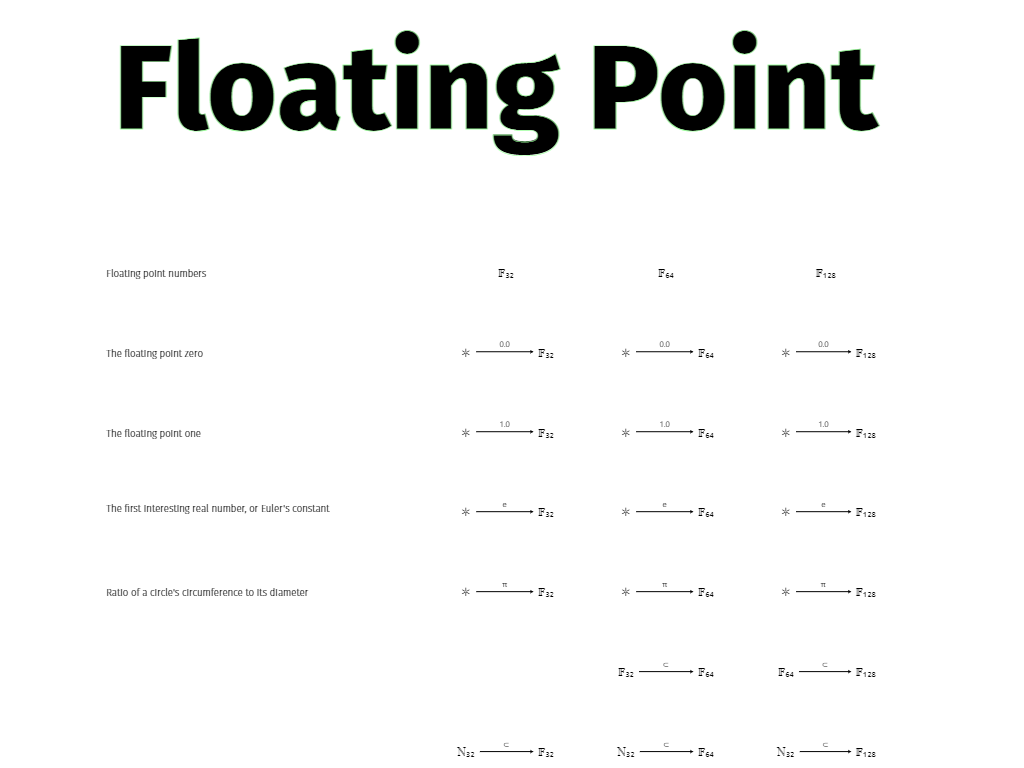 Floating Point
Floating point numbers 𝔽₃₂ 𝔽₆₄ 𝔽₁₂₈
0.0 0.0 0.0
The floating point zero * 𝔽₃₂ * 𝔽₆₄ * 𝔽₁₂₈
1.0 1.0 1.0
The floating point one * 𝔽₃₂ * 𝔽₆₄ * 𝔽₁₂₈
e e e
The first interesting real number, or Euler's constant * 𝔽₃₂ * 𝔽₆₄ * 𝔽₁₂₈
π π π
Ratio of a circle's circumference to its diameter * 𝔽₃₂ * 𝔽₆₄ * 𝔽₁₂₈
⊂ ⊂
𝔽₃₂ 𝔽₆₄ 𝔽₆₄ 𝔽₁₂₈
⊂ ⊂ ⊂
ℕ₃₂ 𝔽₃₂ ℕ₃₂ 𝔽₆₄ ℕ₃₂ 𝔽₁₂₈